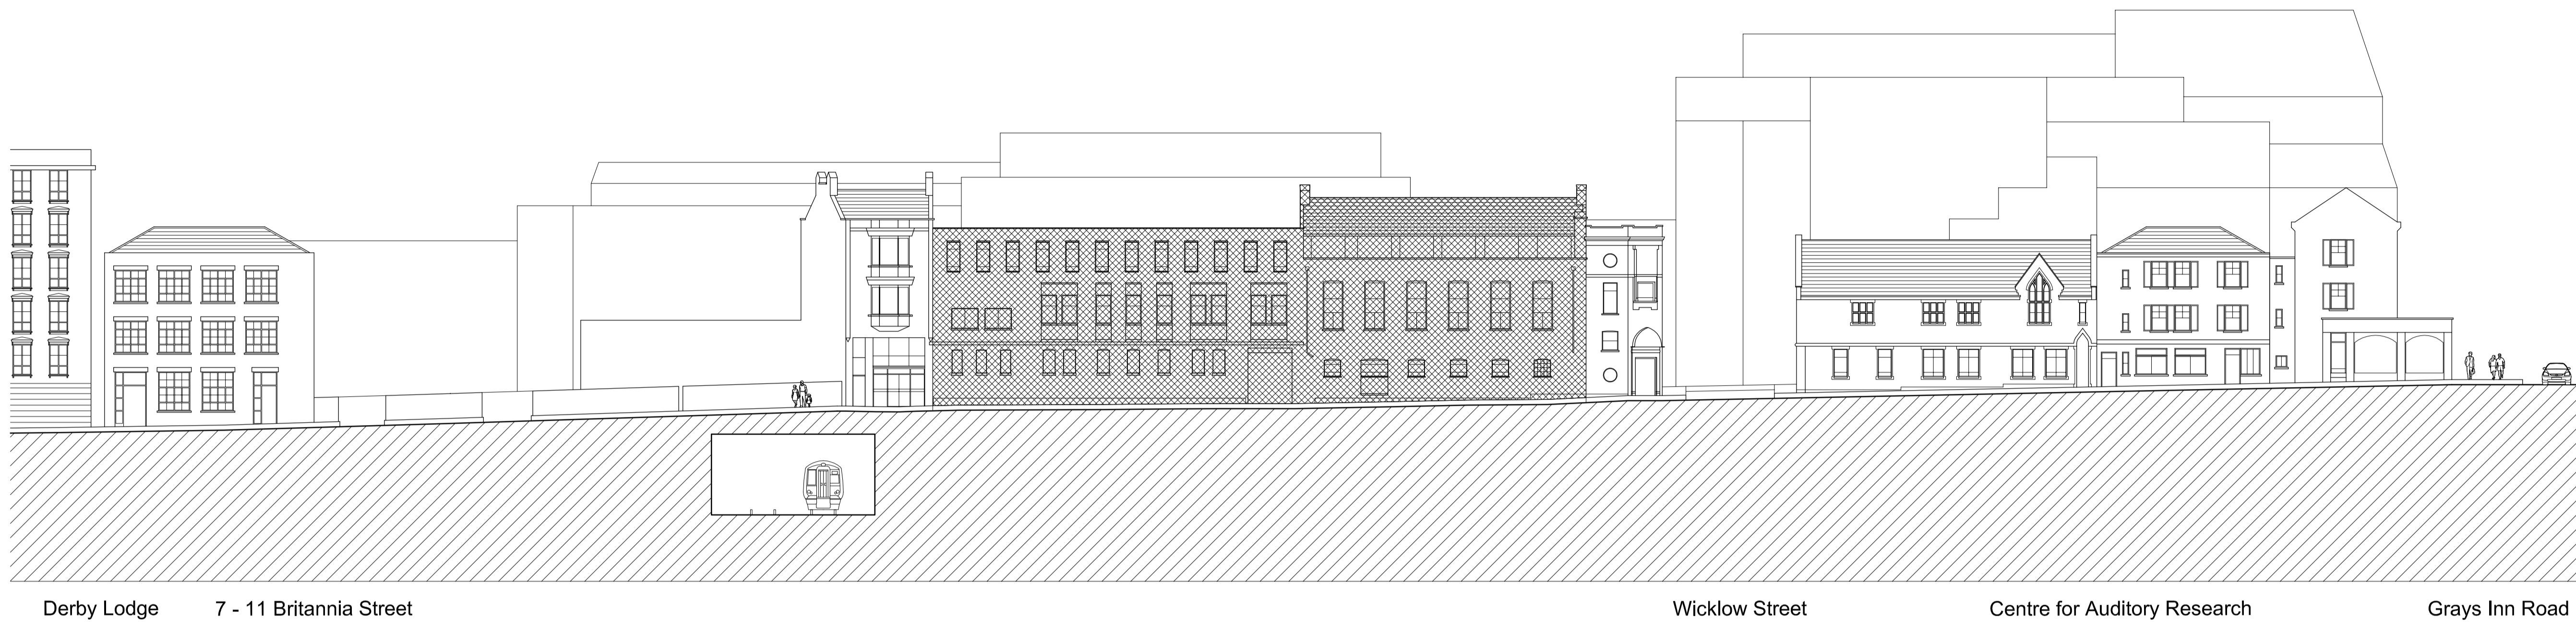 Derby Lodge
7 - 11 Britannia Street
Wicklow Street
Centre for Auditory Research
Grays Inn Road